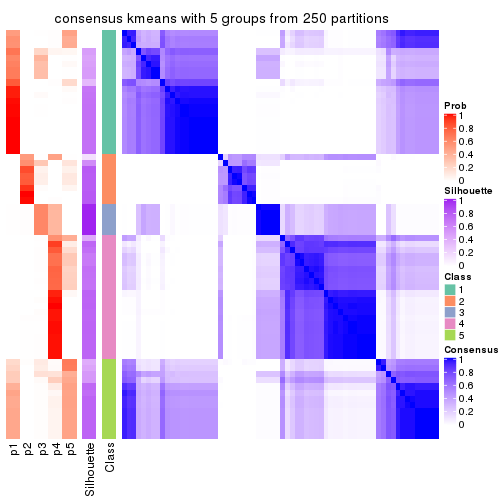 consensus kmeans with 5 groups from 250 partitions
Prob
1
0.8
0.6
0.4
0.2
0
Silhouette
1
0.8
0.6
0.4
0.2
0
Class
1
2
3
4
5
Consensus
1
0.8
0.6
0.4
0.2
0
p1
p2
p3
p4
p5
Silhouette
Class